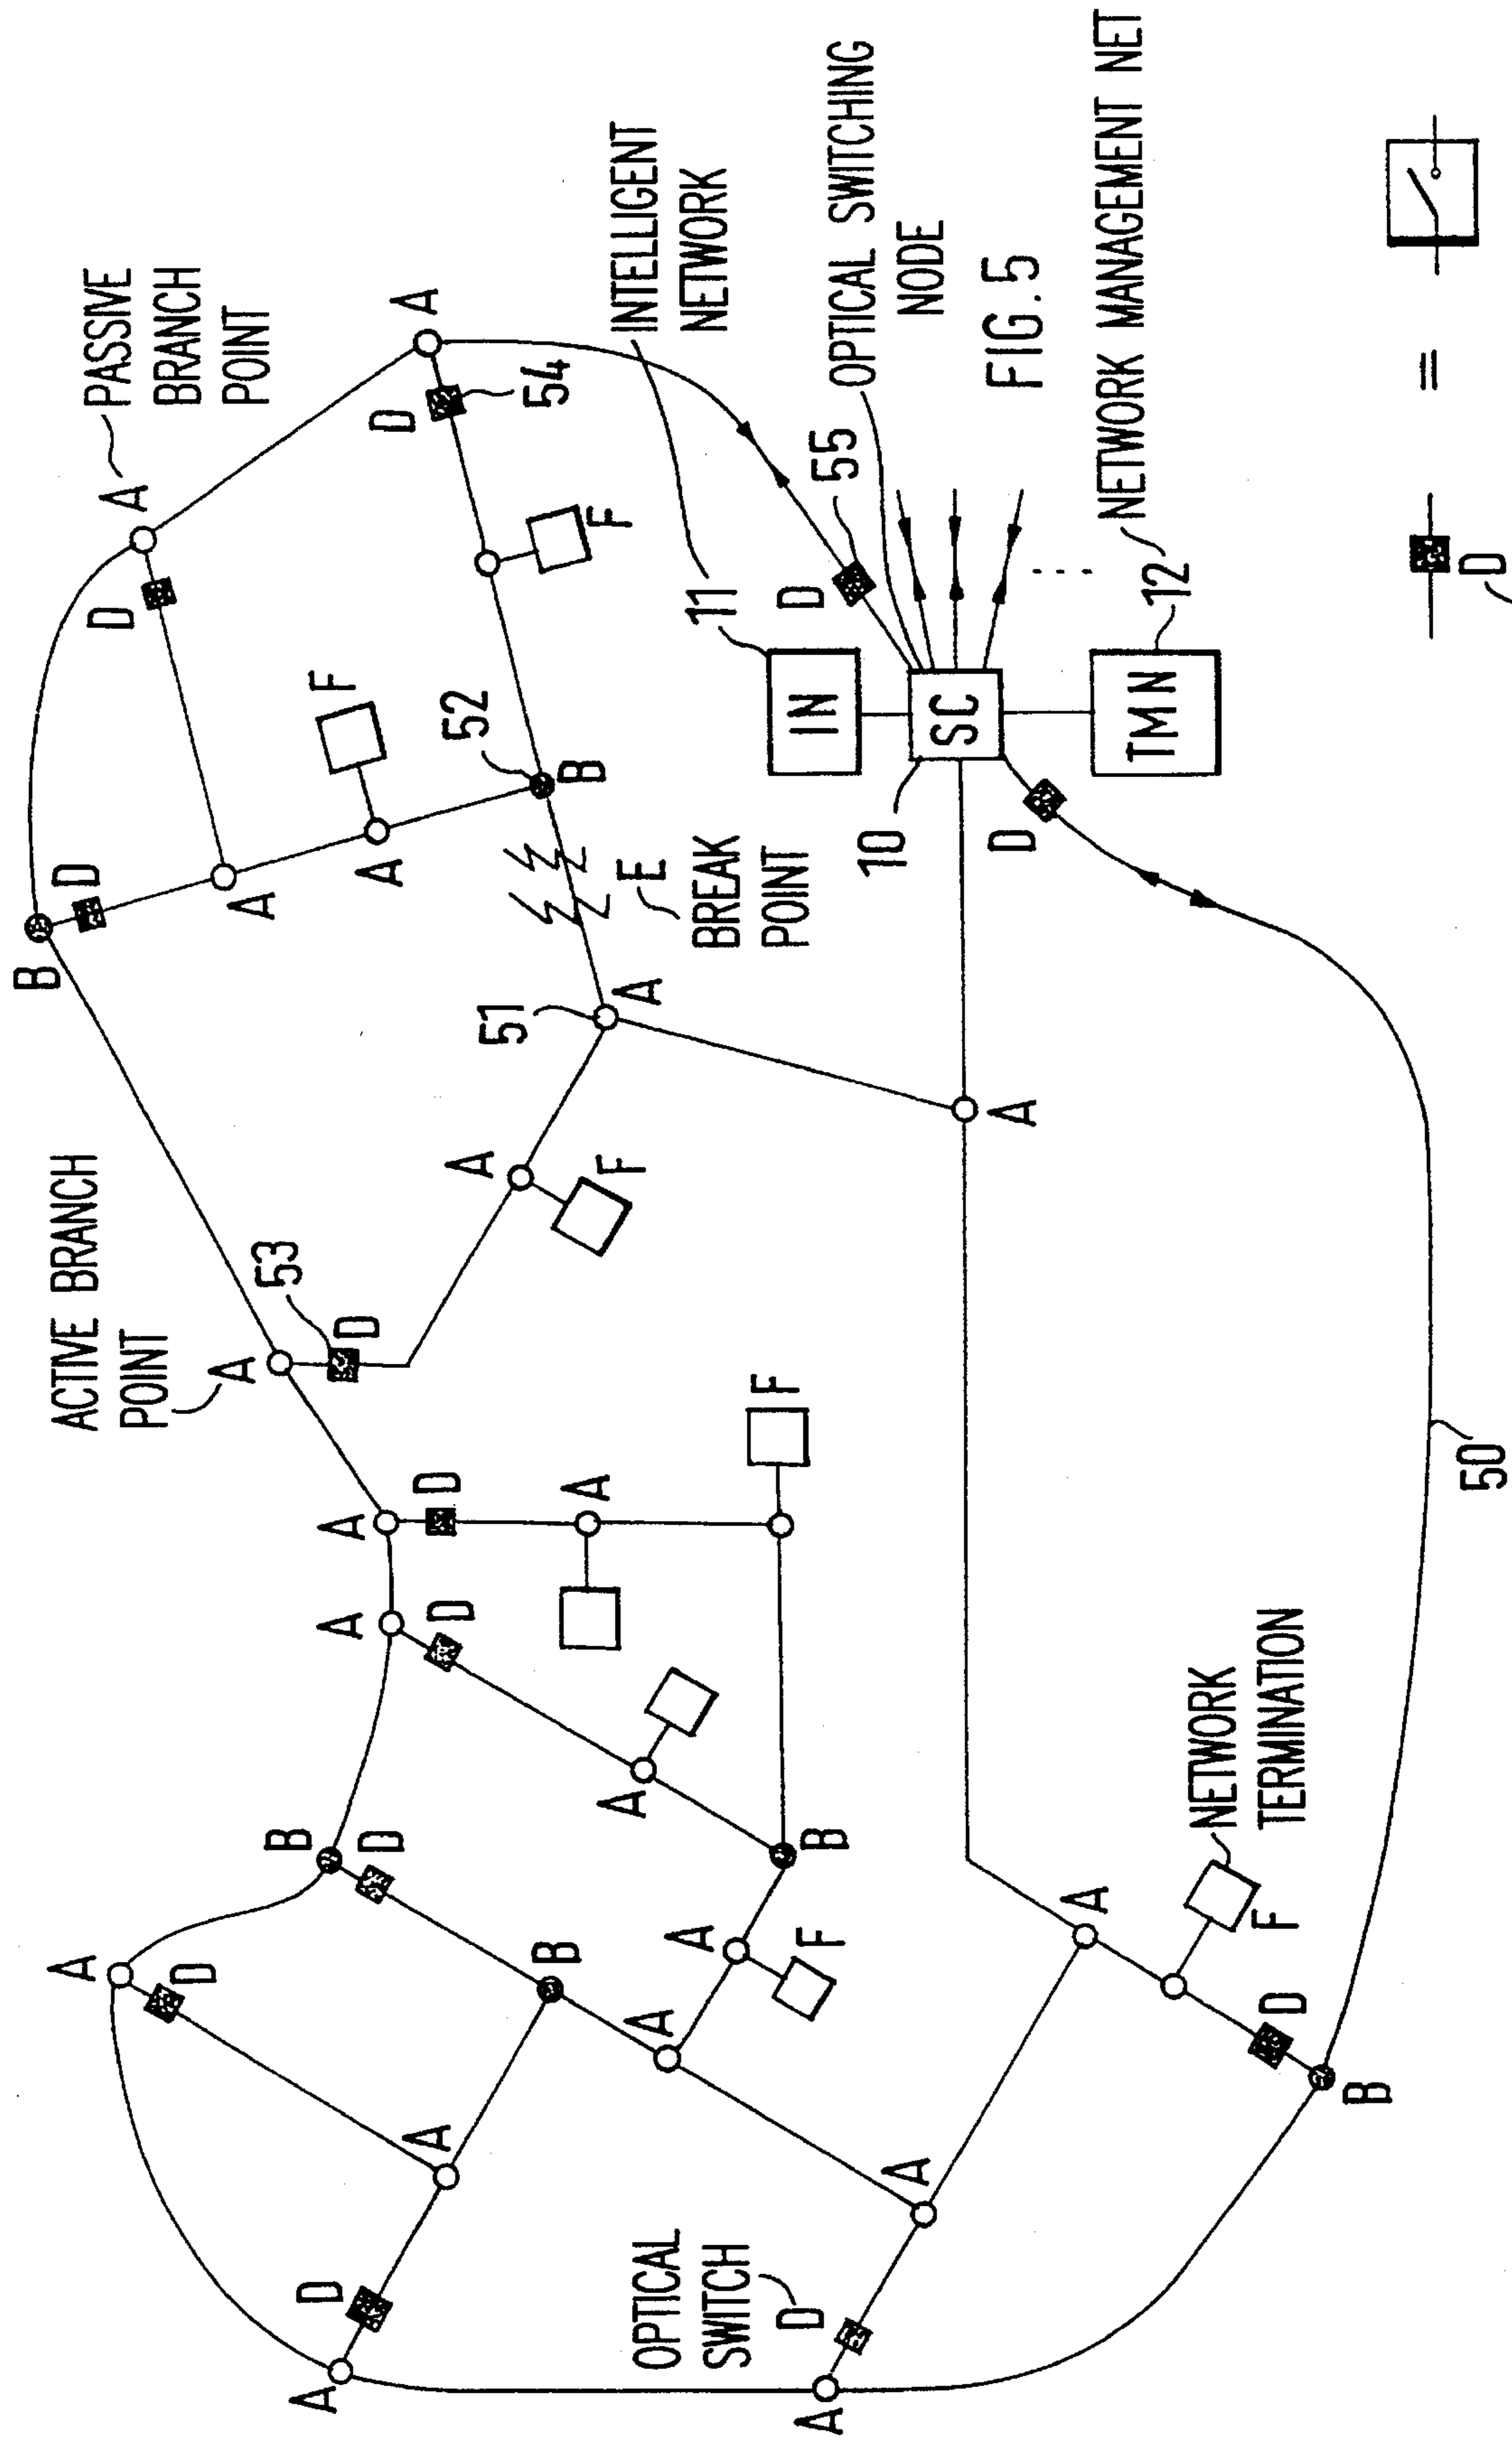 B
ACTIVE BRANCH
POINT
A
D
A
PASSIVE
BRANCH
POINT
A
D
D
A
53
A
B
A
D
F
A
A
D
D
A
D
A
A
D
D
52
A
51
54
B
B
A
F
F
A
INTELLIGENT
NETWORK
11
A
E
BREAK
POINT
A
OPTICAL
SWITCH
D
A
F
D
IN
A
F
B
55
OPTICAL SWITCHING
NODE
10
A
SC
D
A
FIG. 5
A
NETWORK MANAGEMENT NET
12
TMN
NETWORK
TERMINATION
F
D
B
=
50
D